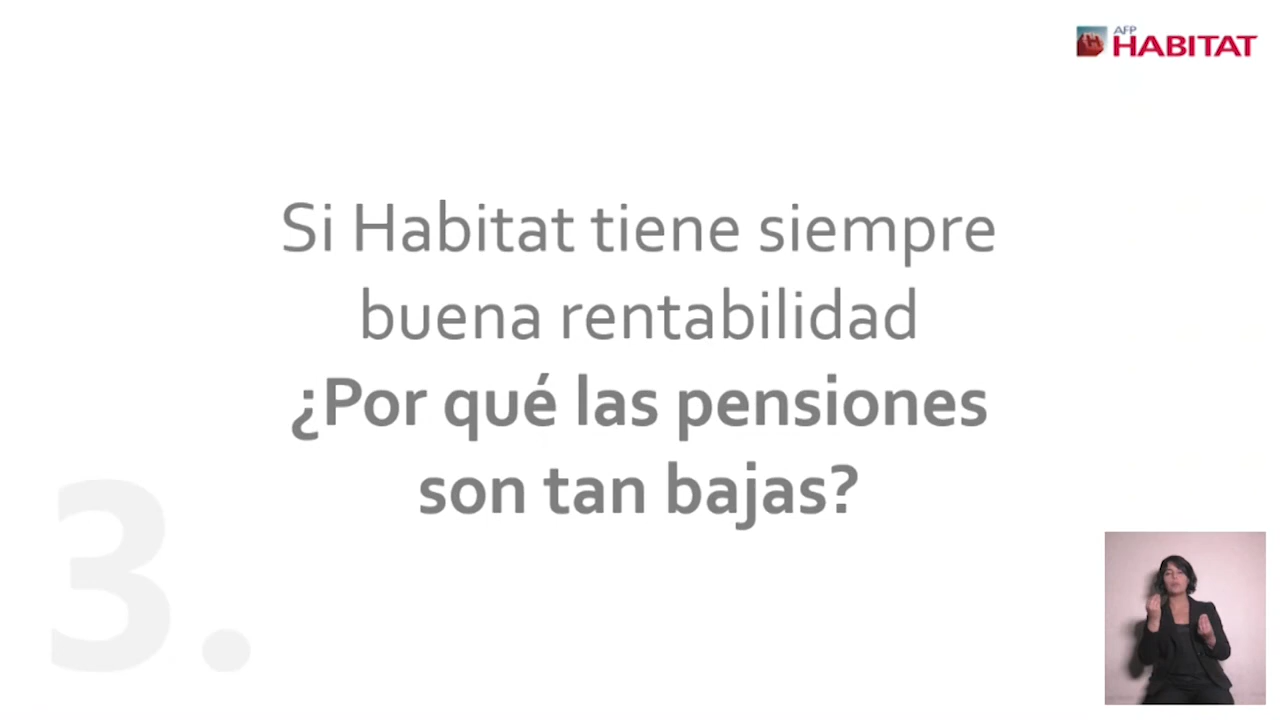 AFP
HABITAT
Si Habitat tiene siempre
buena rentabilidad
¿Por qué las pensiones
son tan bajas?
3.